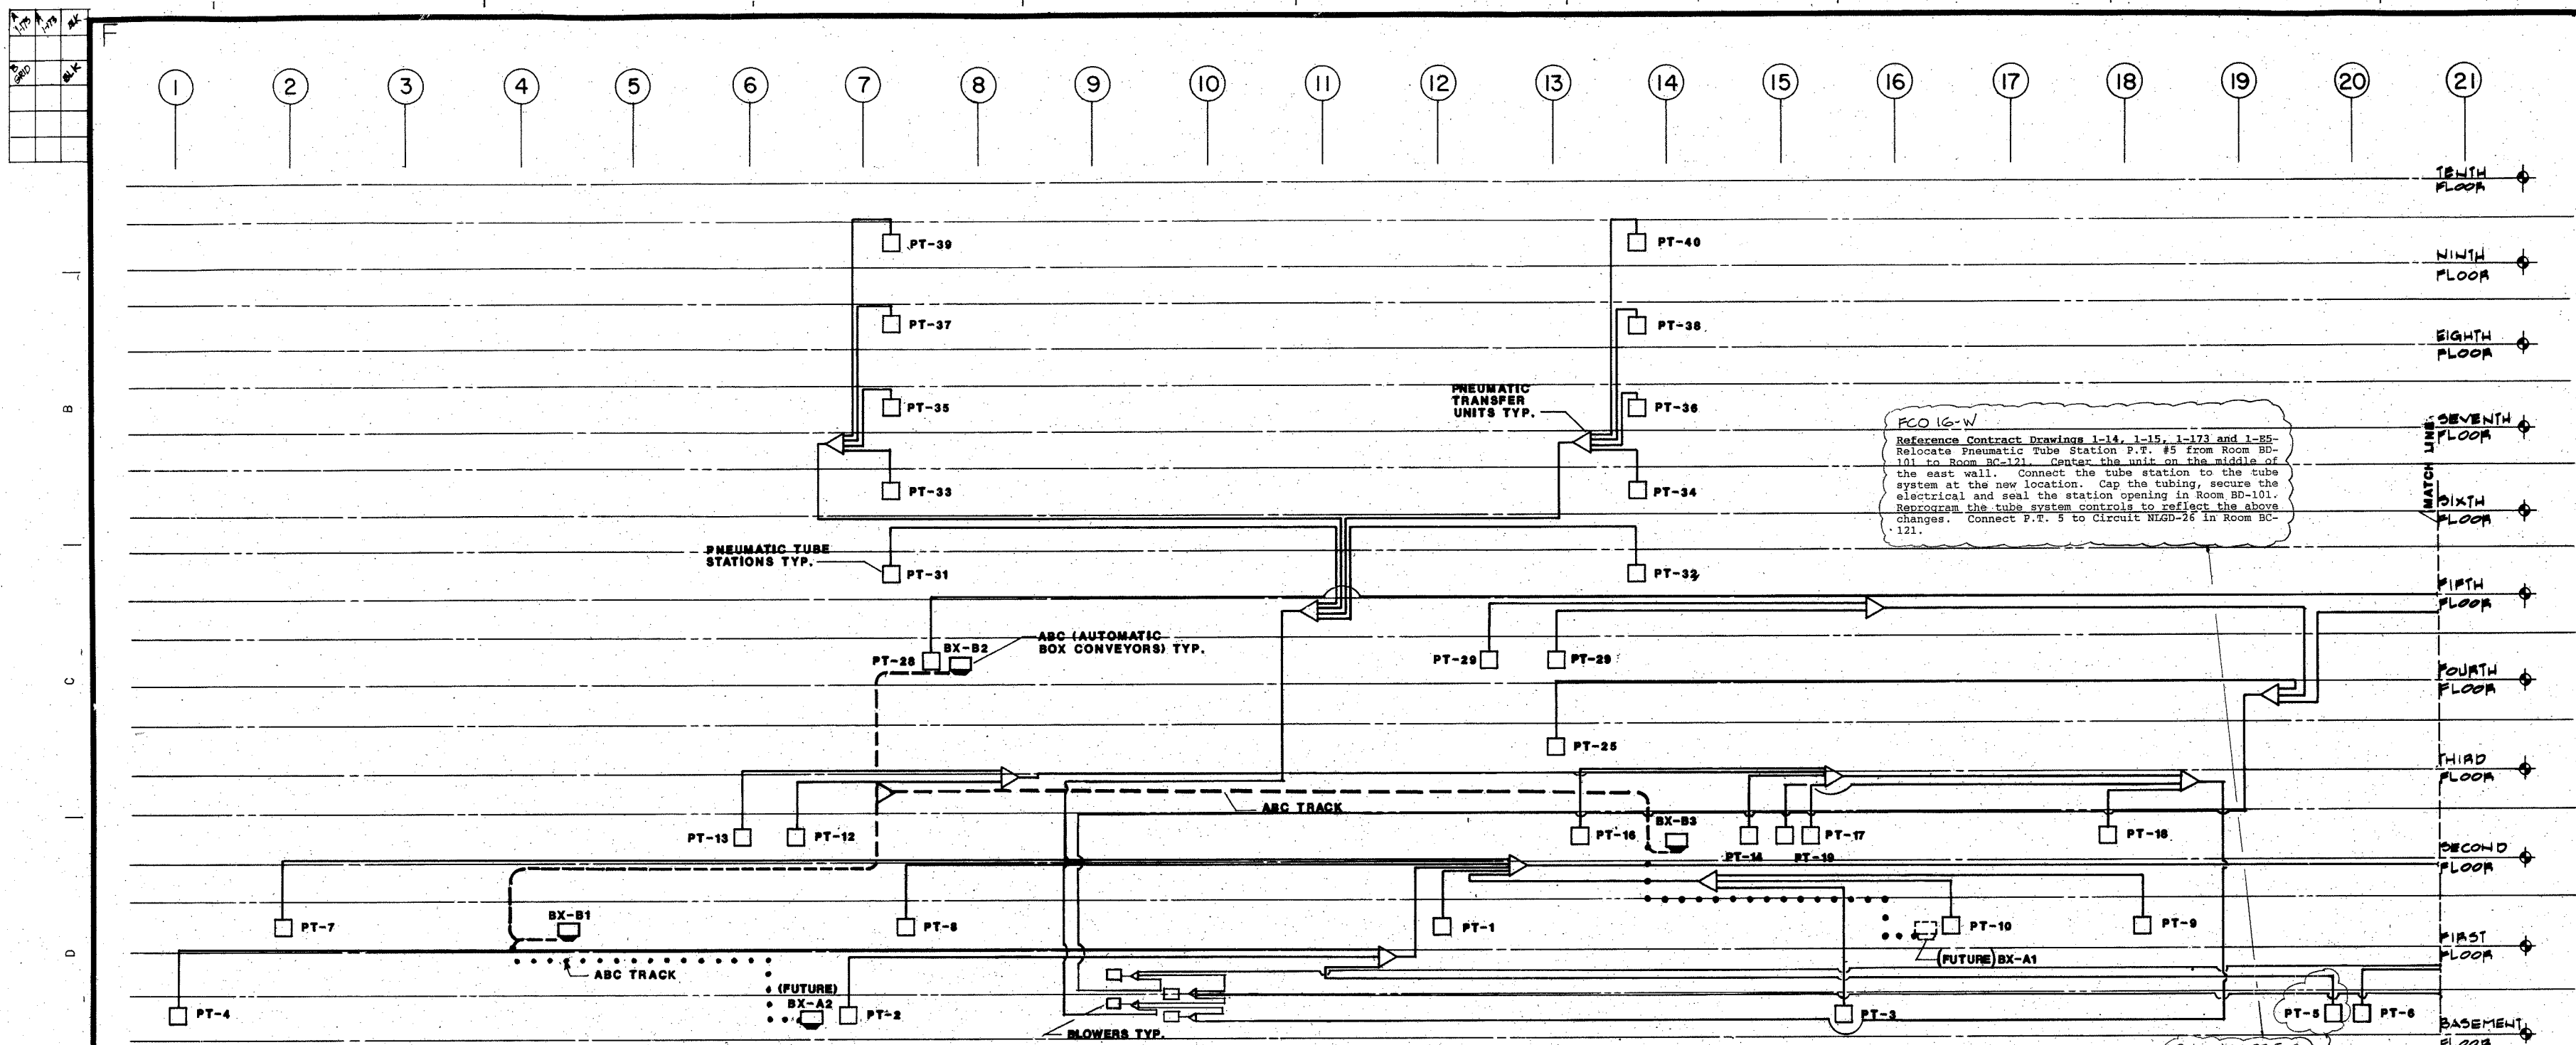 F
1 2 3 4 5 6 7 8 9 10 11 12 13 14 15 16 17 18 19 20 21
TENTH
FLOOR
PT-39
PT-40
NINTH
FLOOR
PT-37
PT-38
EIGHTH
FLOOR
B
PT-35
PNEUMATIC
TRANSFER
UNITS TYP.
PT-36
SEVENTH
FLOOR
MATCH LINE
FCO 16-W
Reference Contract Drawings 1-14, 1-15, 1-173 and 1-E5-
Relocate Pneumatic Tube Station P.T. #5 from Room BD-
101 to Room BC-121. Center the unit on the middle of
the east wall. Connect the tube station to the tube
system at the new location. Cap the tubing, secure the
electrical and seal the station opening in Room BD-101.
Reprogram the tube system controls to reflect the above
changes. Connect P.T. 5 to Circuit NLGD-26 in Room BC-
121.
PT-33
PT-34
SIXTH
FLOOR
PNEUMATIC TUBE
STATIONS TYP.
PT-31
PT-32
FIFTH
FLOOR
C
PT-28
BX-B2
ABC (AUTOMATIC
BOX CONVEYORS) TYP.
PT-29
PT-29
FOURTH
FLOOR
PT-25
THIRD
FLOOR
ABC TRACK
PT-13
PT-12
PT-16
BX-B3
PT-14
PT-19
PT-17
PT-18
SECOND
FLOOR
D
PT-7
BX-B1
PT-8
PT-1
PT-10
PT-9
FIRST
FLOOR
ABC TRACK
(FUTURE) BX-A1
PT-4
(FUTURE)
BX-A2
PT-2
BLOWERS TYP.
PT-3
PT-5
PT-6
BASEMENT
FLOOR